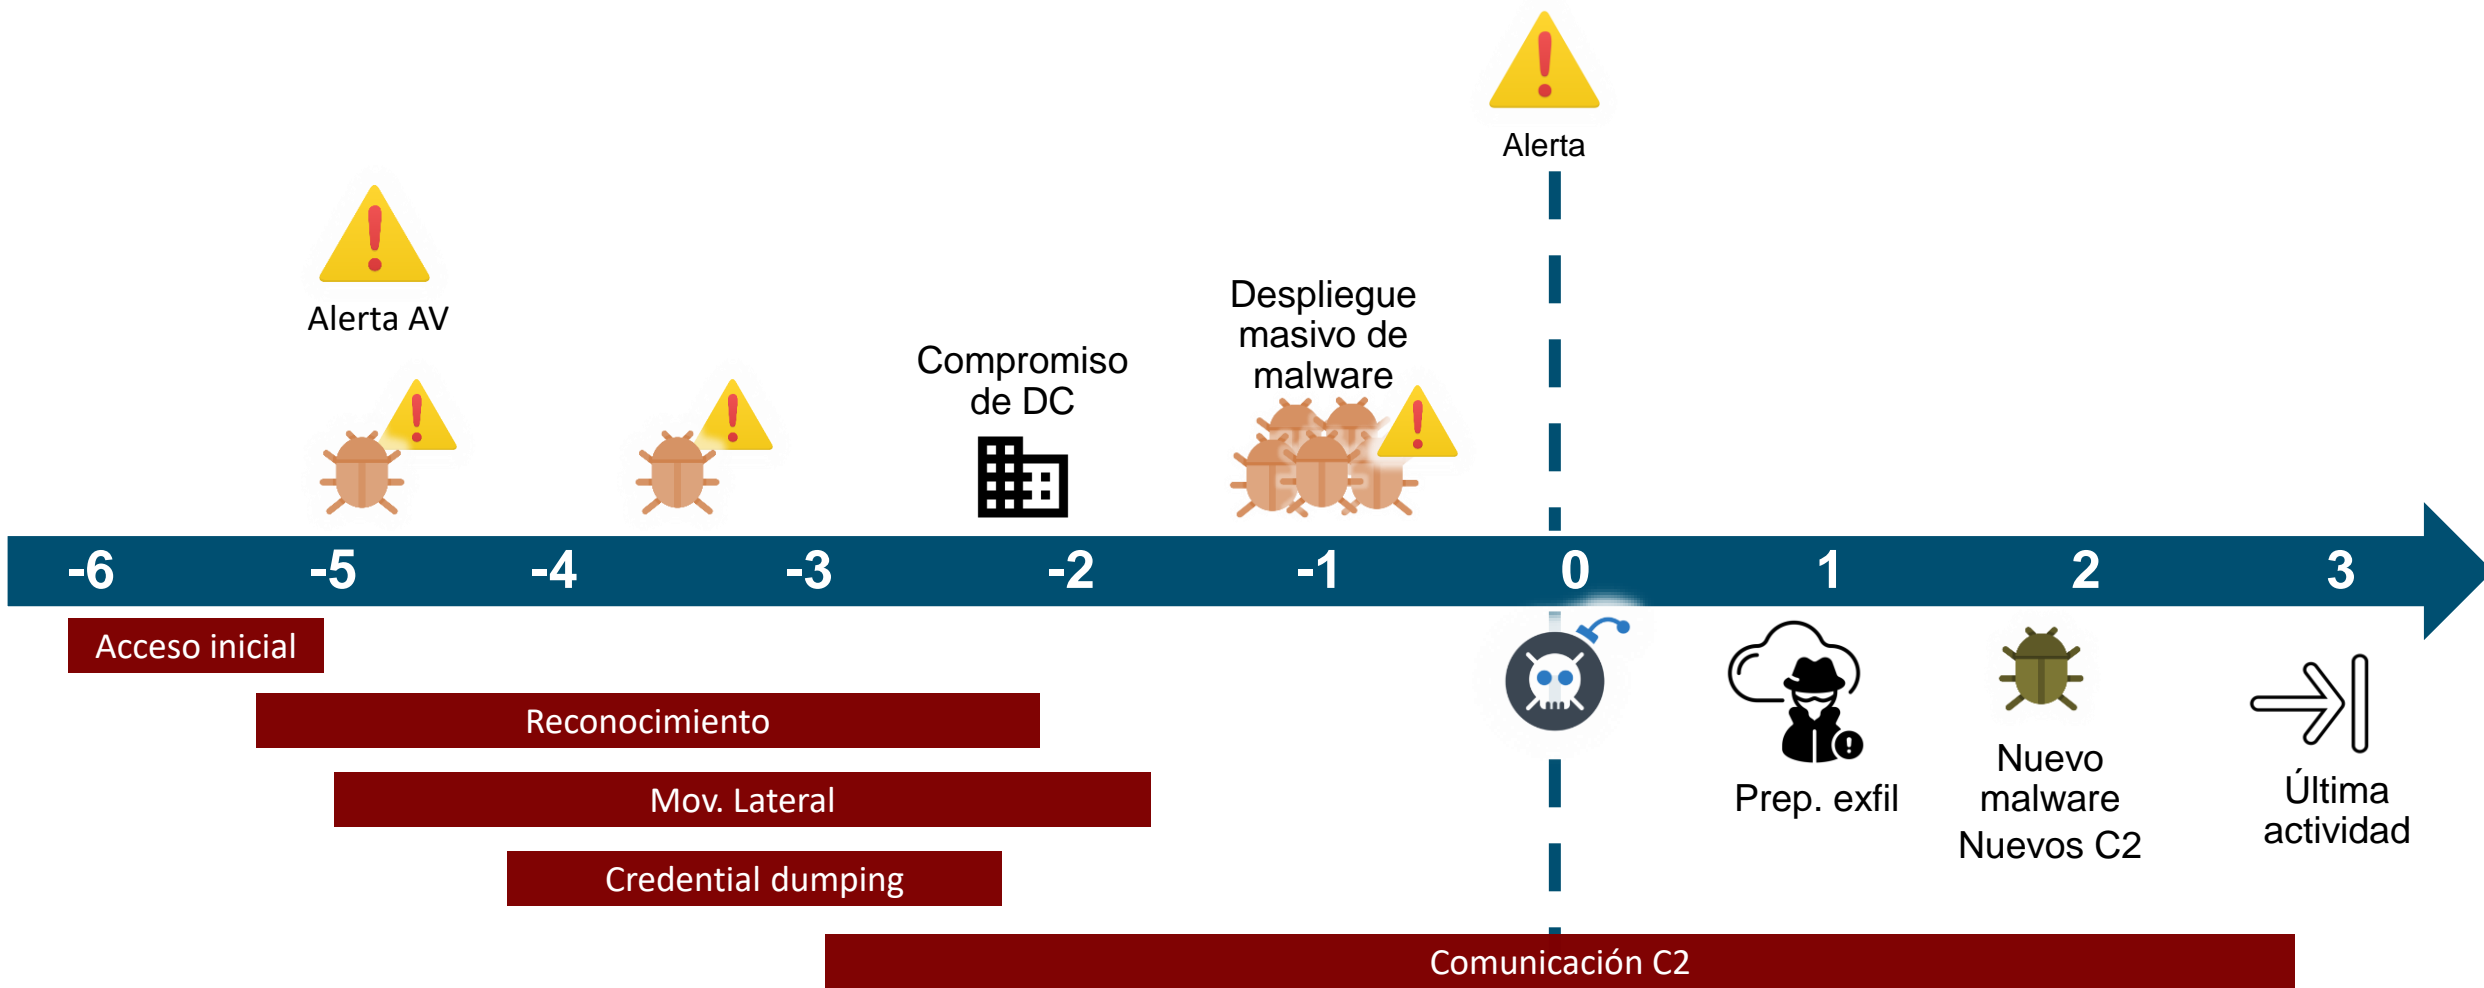 Alerta
Alerta AV
Despliegue
masivo de
malware
Compromiso
de DC
-6 -5 -4 -3 -2 -1 0 1 2 3
Acceso inicial
Reconocimiento
Mov. Lateral
Credential dumping
Comunicación C2
Prep. exfil
Nuevo
malware
Nuevos C2
Última
actividad